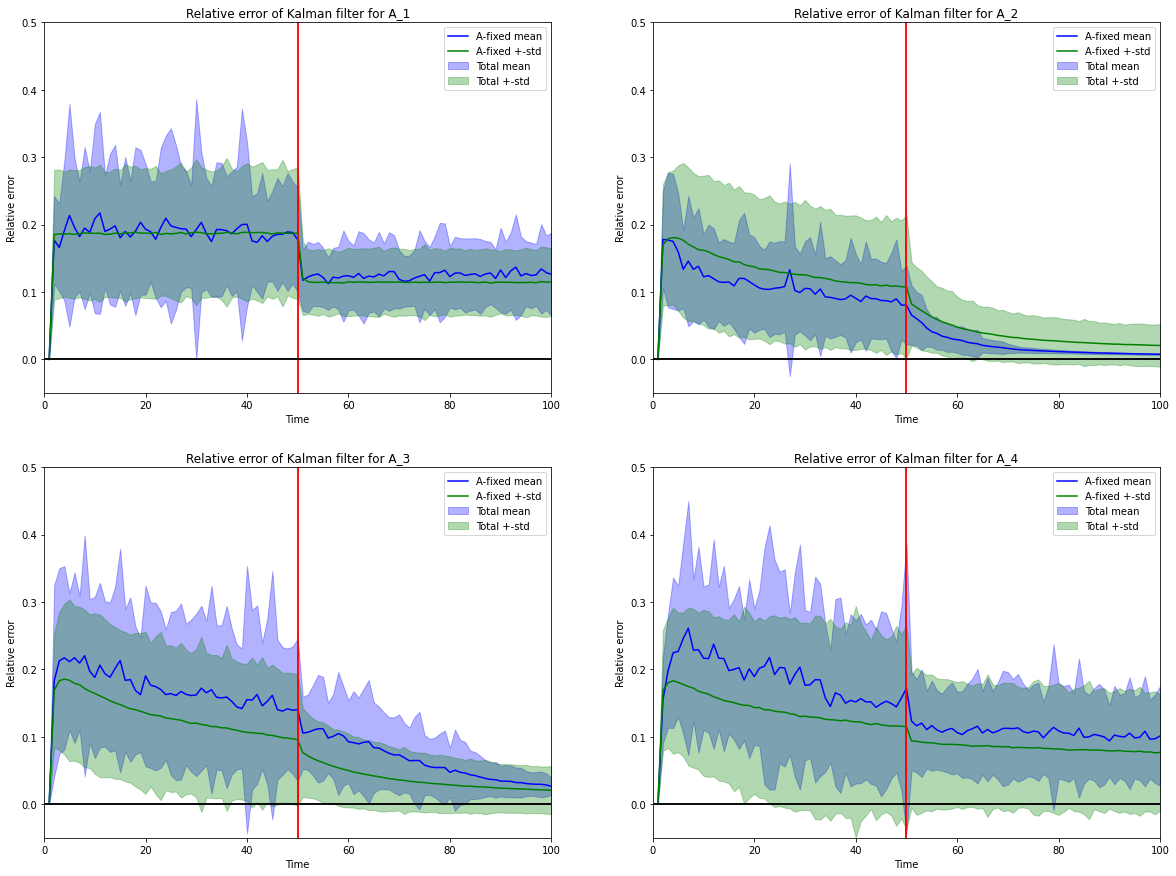 Relative error of Kalman filter for A_1
0.5
0.4
0.3
0.2
0.1
0.0
Relative error
0
20
40
60
80
100
Time
A-fixed mean
A-fixed +-std
Total mean
Total +-std
Relative error of Kalman filter for A_2
0.5
0.4
0.3
0.2
0.1
0.0
Relative error
0
20
40
60
80
100
Time
A-fixed mean
A-fixed +-std
Total mean
Total +-std
Relative error of Kalman filter for A_3
0.5
0.4
0.3
0.2
0.1
0.0
Relative error
0
20
40
60
80
100
Time
A-fixed mean
A-fixed +-std
Total mean
Total +-std
Relative error of Kalman filter for A_4
0.5
0.4
0.3
0.2
0.1
0.0
Relative error
0
20
40
60
80
100
Time
A-fixed mean
A-fixed +-std
Total mean
Total +-std